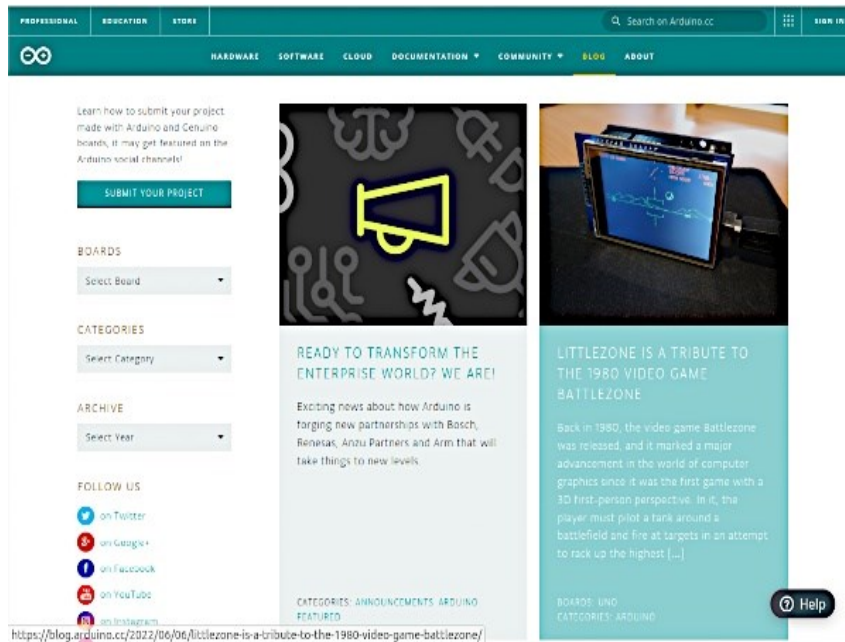 PROFESSIONAL EDUCATION STORE
Search on Arduino.cc
SIGN IN
HARDWARE SOFTWARE CLOUD DOCUMENTATION COMMUNITY BLOG ABOUT
Learn how to submit your project
made with Arduino and Genuino
boards, it may get featured on the
Arduino social channels!
SUBMIT YOUR PROJECT
BOARDS
Select Board
CATEGORIES
Select Category
ARCHIVE
Select Year
FOLLOW US
on Twitter
on Google+
on Facebook
on YouTube
on Instagram
READY TO TRANSFORM THE
ENTERPRISE WORLD? WE ARE!
Exciting news about how Arduino is
forging new partnerships with Bosch,
Renesas, Anzu Partners and Arm that will
take things to new levels.
CATEGORIES: ANNOUNCEMENTS ARDUINO
FEATURED
LITTLEZONE IS A TRIBUTE TO
THE 1980 VIDEO GAME
BATTLEZONE
Back in 1980, the video game Battlezone
was released, and it marked a major
advancement in the world of computer
graphics since it was the first game with a
3D first-person perspective. In it, the
player must pilot a tank around a
battlefield and fire at targets in an attempt
to rack up the highest [...]
BOARDS: UNO
CATEGORIES: ARDUINO
Help
https://blog.arduino.cc/2022/06/06/littlezone-is-a-tribute-to-the-1980-video-game-battlezone/